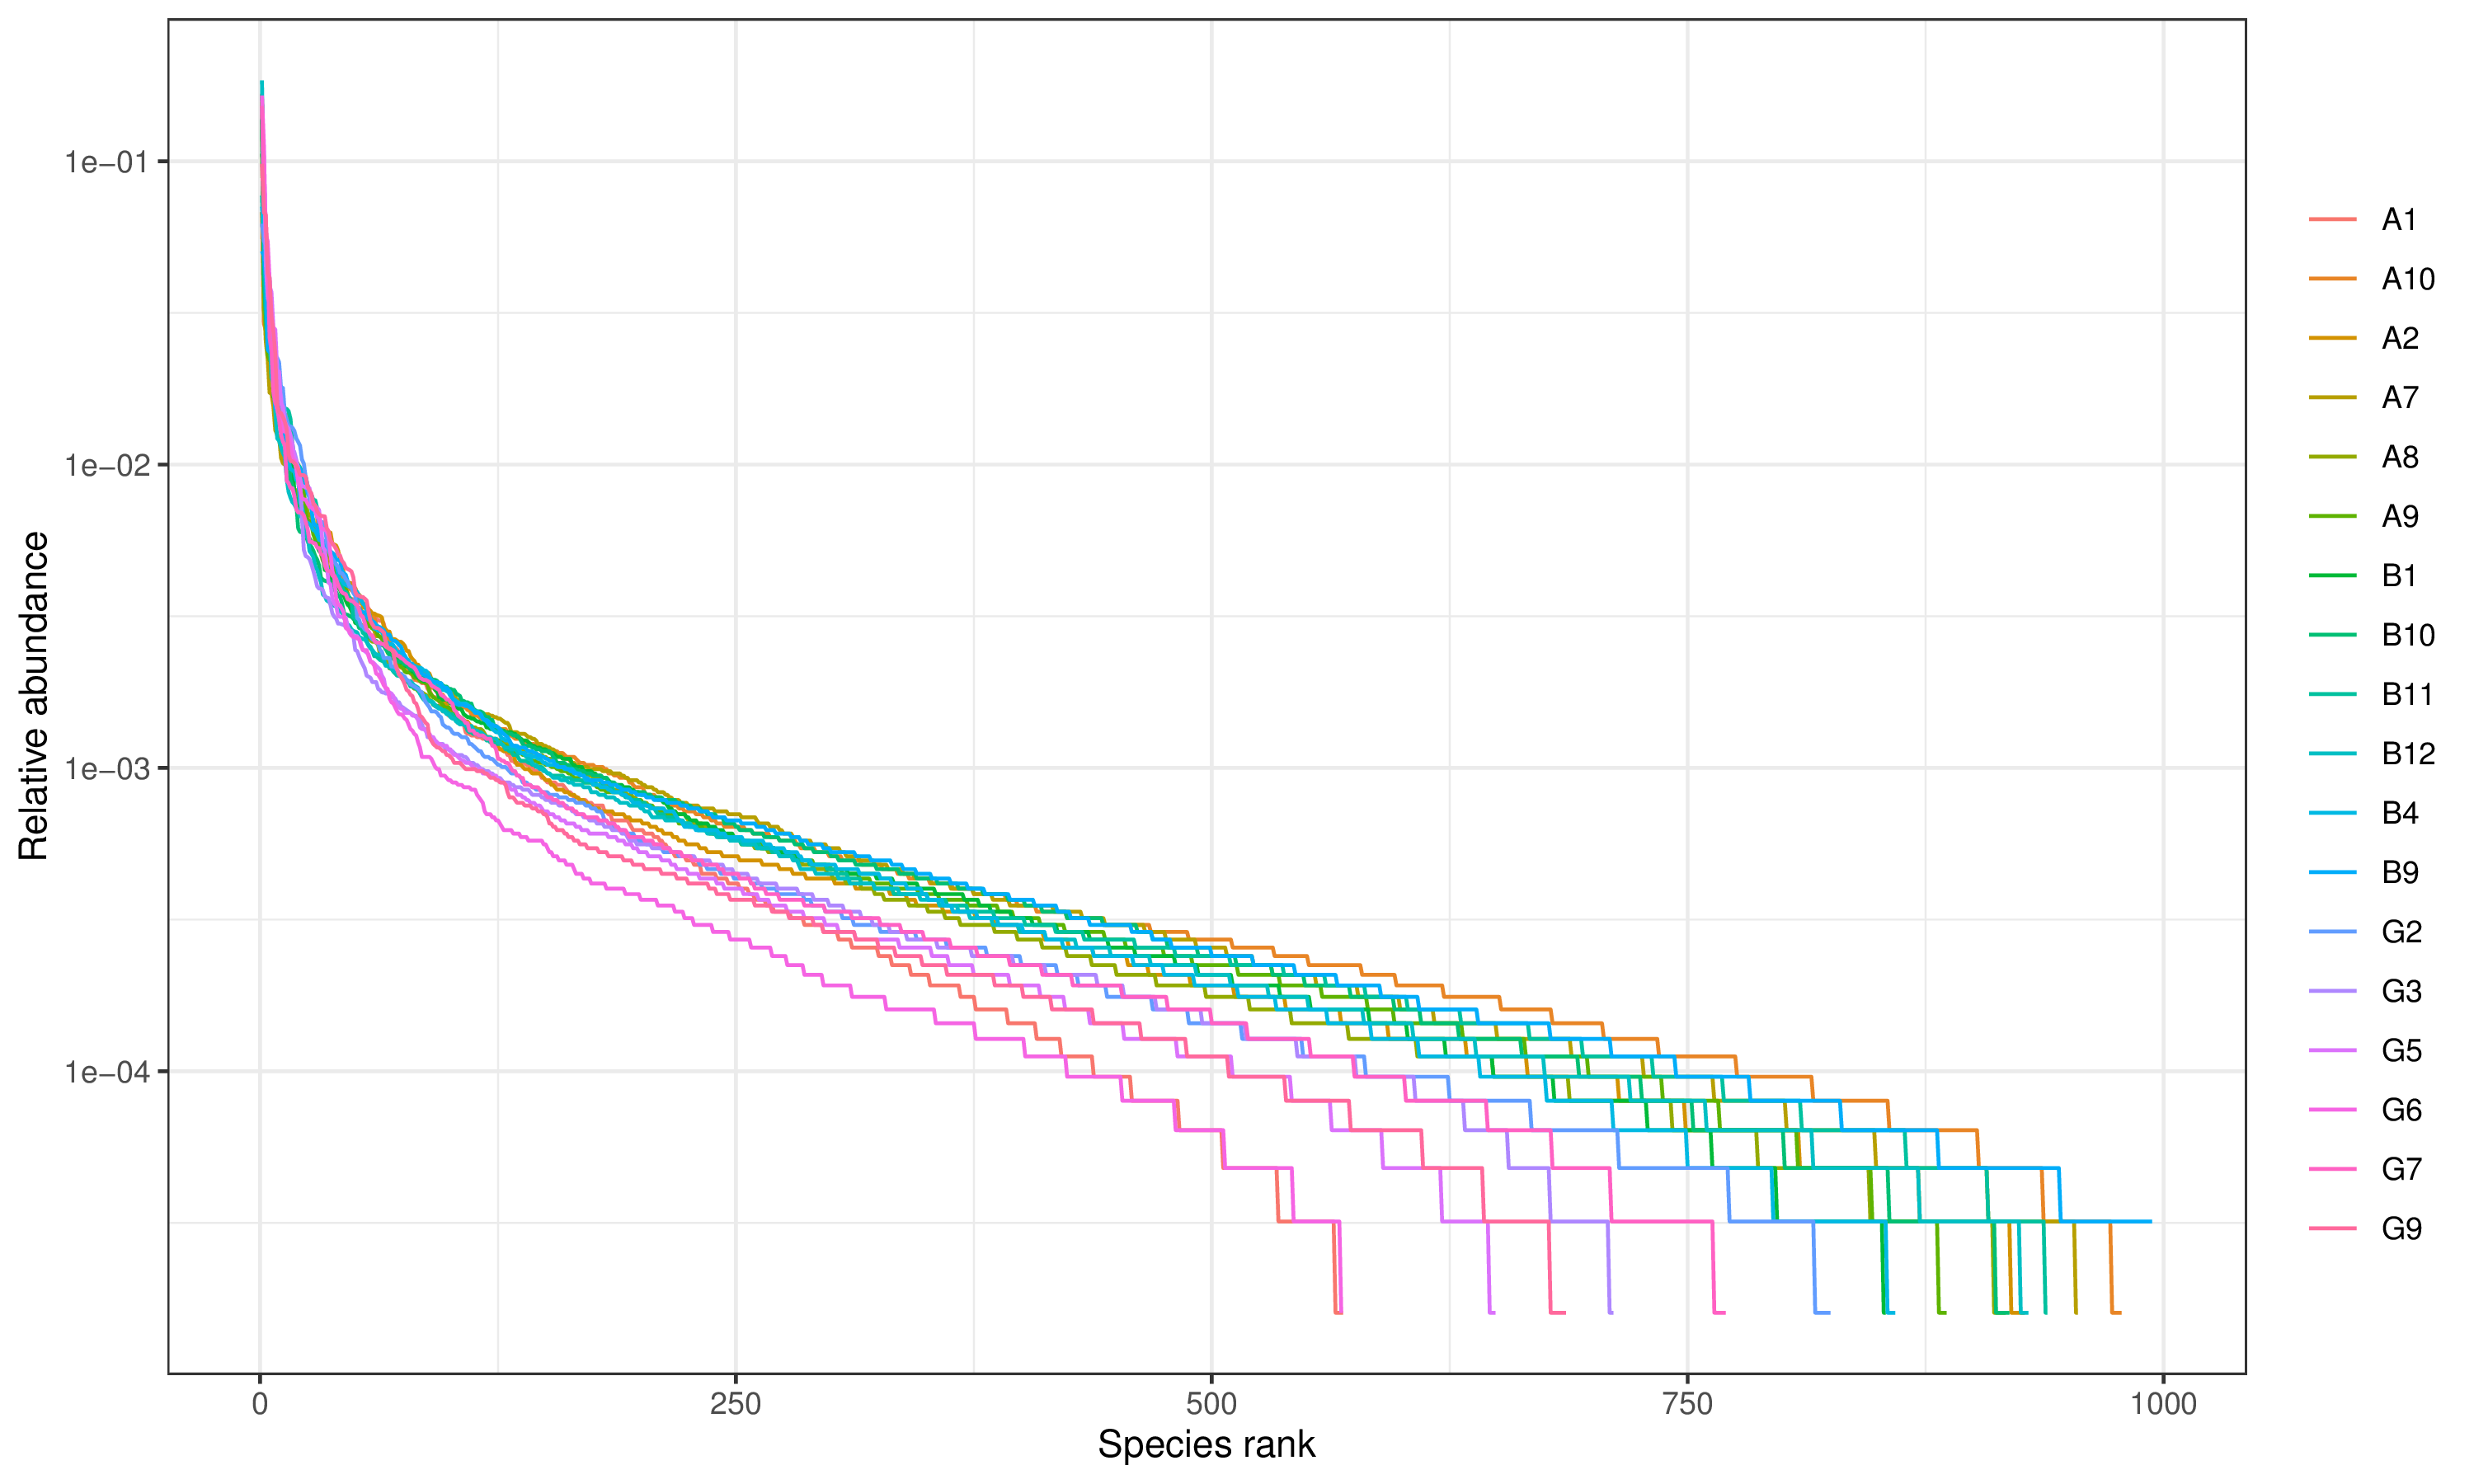 Relative abundance
1e−01
1e−02
1e−03
1e−04
0 250 500 750 1000
Species rank
A1
A10
A2
A7
A8
A9
B1
B10
B11
B12
B4
B9
G2
G3
G5
G6
G7
G9